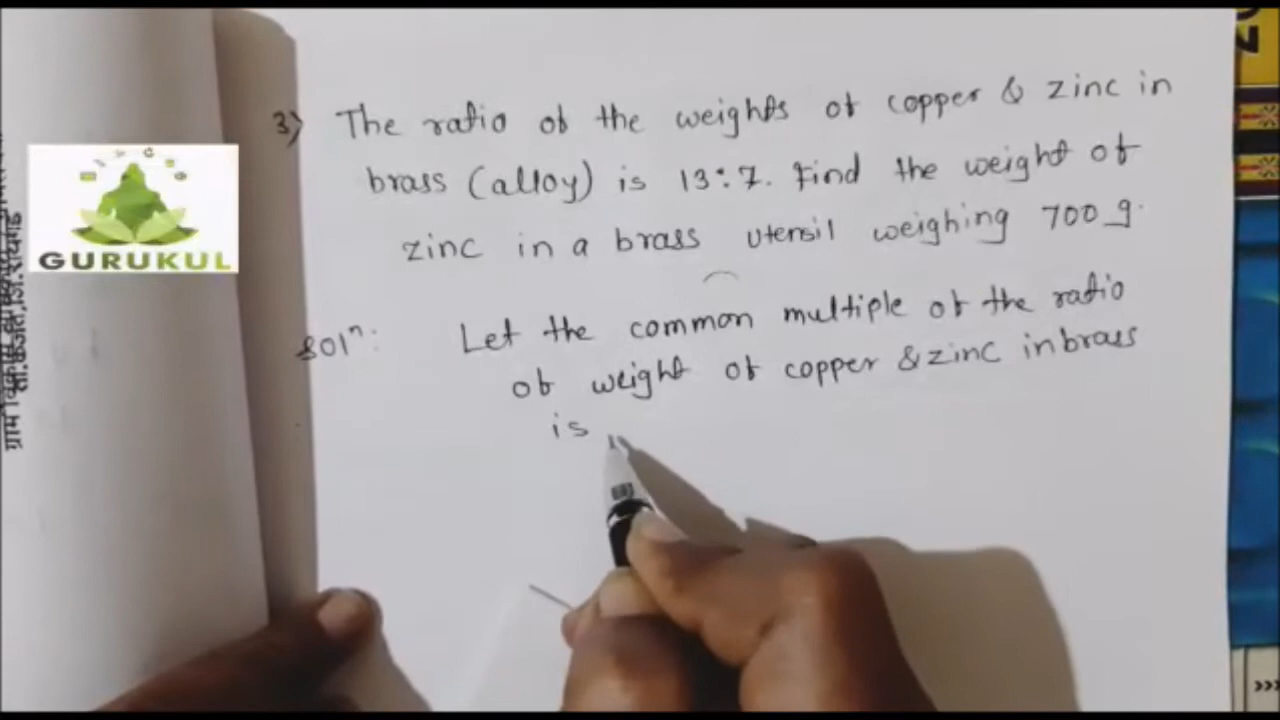 3) The ratio of the weights of copper & zinc in
brass (alloy) is 13:7. Find the weight of
zinc in a brass utensil weighing 700 g.
Solⁿ: Let the common multiple of the ratio
of weight of copper & zinc in brass
is
GURUKUL